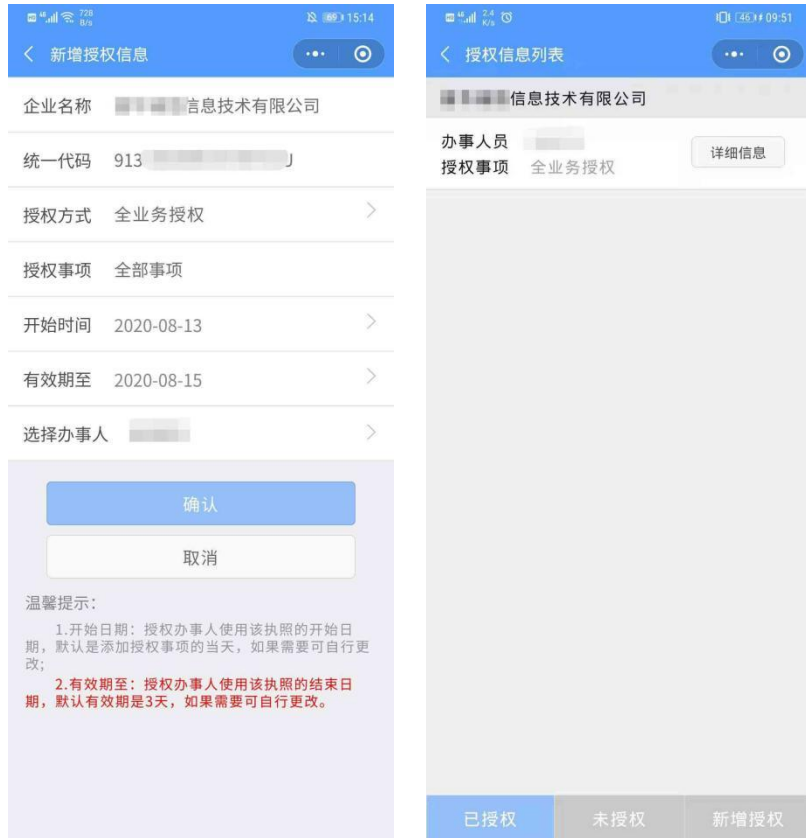 728
B/s
15:14
新增授权信息
企业名称 信息技术有限公司
统一代码 913 J
授权方式 全业务授权
授权事项 全部事项
开始时间 2020-08-13
有效期至 2020-08-15
选择办事人
确认
取消
温馨提示:
1.开始日期:授权办事人使用该执照的开始日
期,默认是添加授权事项的当天,如果需要可自行更
改;
2.有效期至:授权办事人使用该执照的结束日
期,默认有效期是3天,如果需要可自行更改。
2.4
K/s
46 09:51
授权信息列表
信息技术有限公司
办事人员
授权事项 全业务授权
详细信息
已授权 未授权 新增授权